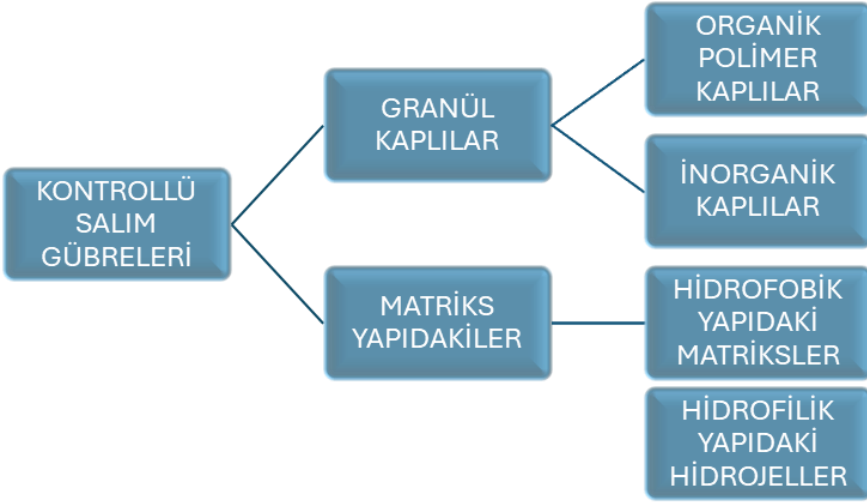 KONTROLLÜ
SALIM
GÜBRELERİ
GRANÜL
KAPLILAR
ORGANİK
POLİMER
KAPLILAR
İNORGANİK
KAPLILAR
MATRİKS
YAPIDAKİLER
HİDROFOBİK
YAPIDAKİ
MATRİKSLER
HİDROFİLİK
YAPIDAKİ
HİDROJELLER